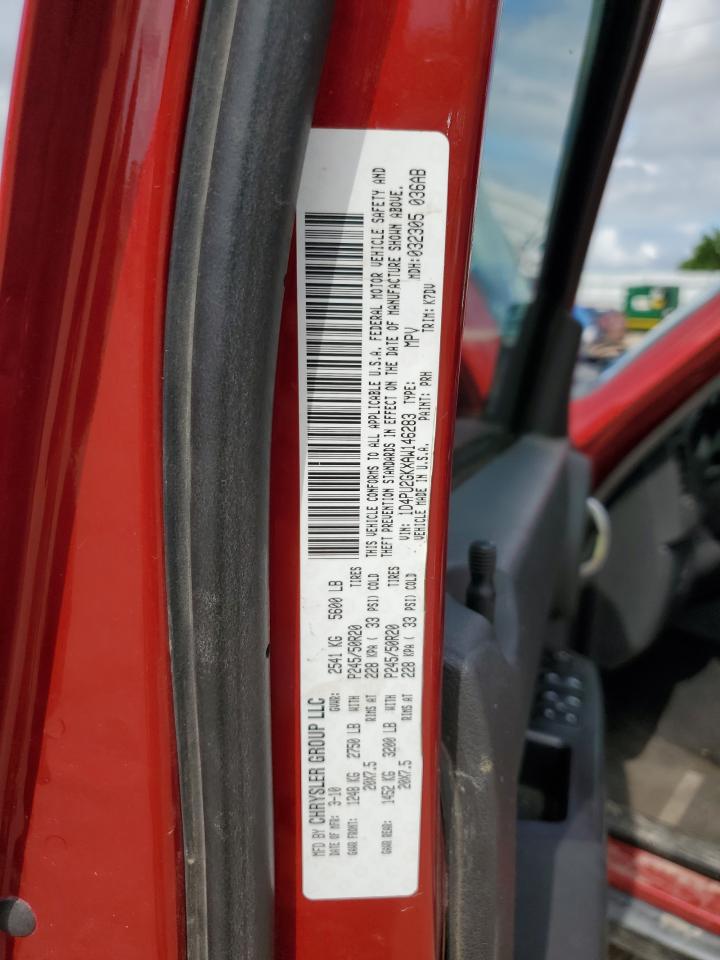 MFD BY CHRYSLER GROUP LLC
DATE OF MFR: 3-10 GVWR: 2541 KG 5600 LB
GAWR FRONT: 1248 KG 2750 LB WITH P245/50R20 TIRES
20X7.5 RIMS AT 228 KPA ( 33 PSI) COLD
GAWR REAR: 1452 KG 3200 LB WITH P245/50R20 TIRES
20X7.5 RIMS AT 228 KPA ( 33 PSI) COLD
THIS VEHICLE CONFORMS TO ALL APPLICABLE U.S.A. FEDERAL MOTOR VEHICLE SAFETY AND
THEFT PREVENTION STANDARDS IN EFFECT ON THE DATE OF MANUFACTURE SHOWN ABOVE.
VIN: 1D4PU2GKXAW146283 TYPE: MPV MDH:032305 036AB
VEHICLE MADE IN U.S.A. PAINT: PRH TRIM: K7DV